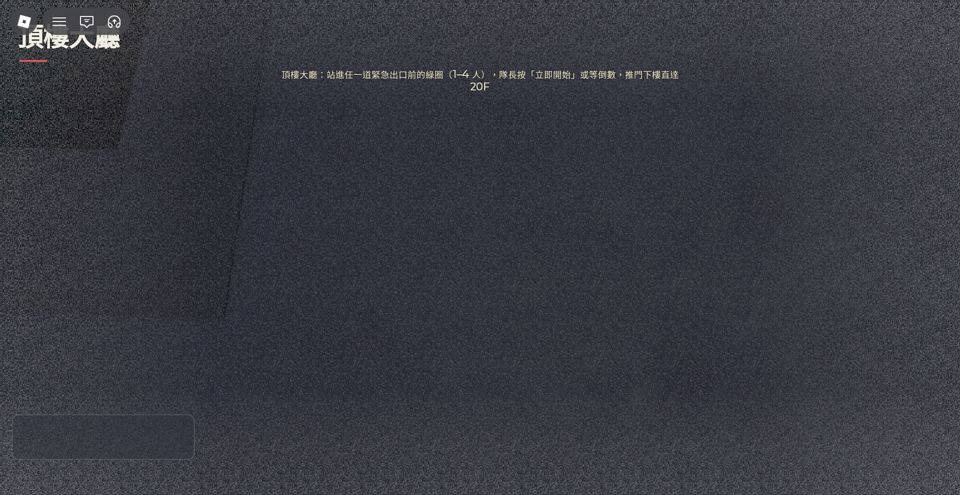 頂樓大廳
頂樓大廳：站進任一道緊急出口前的綠圈（1–4 人），隊長按「立即開始」或等倒數，推門下樓直達
20F